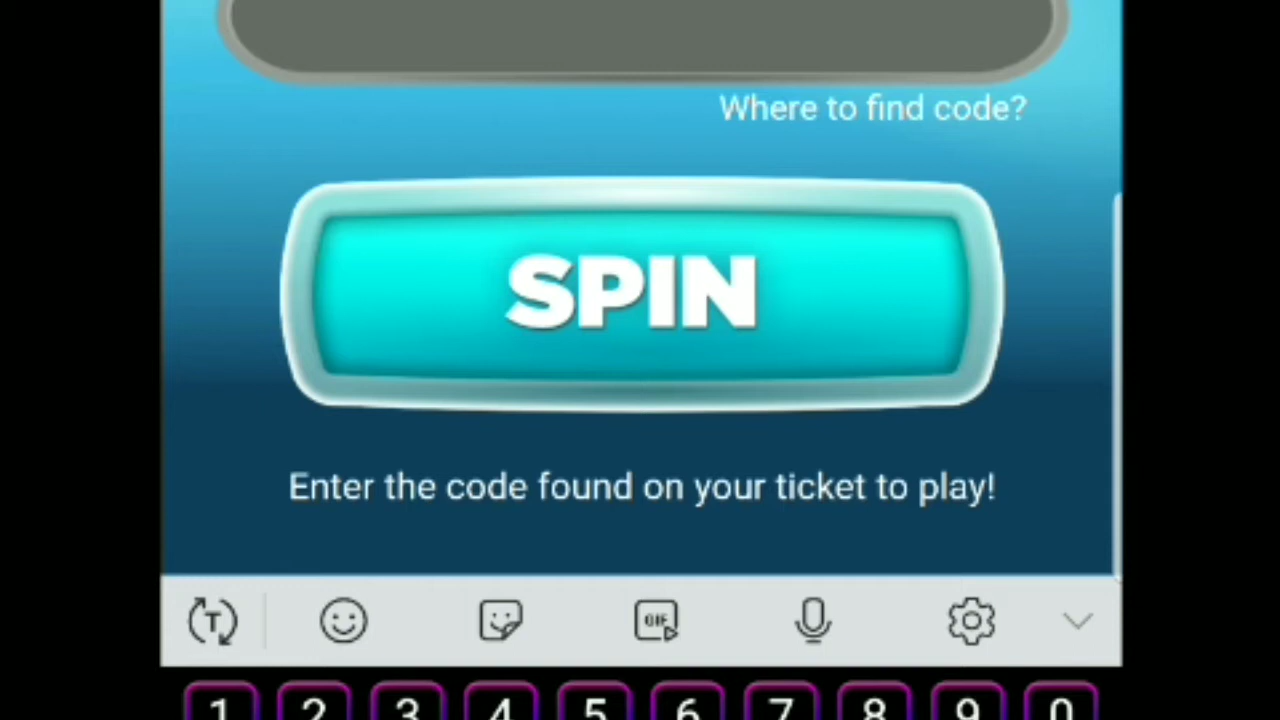 Where to find code?
SPIN
Enter the code found on your ticket to play!
T GIF
1 2 3 4 5 6 7 8 9 0